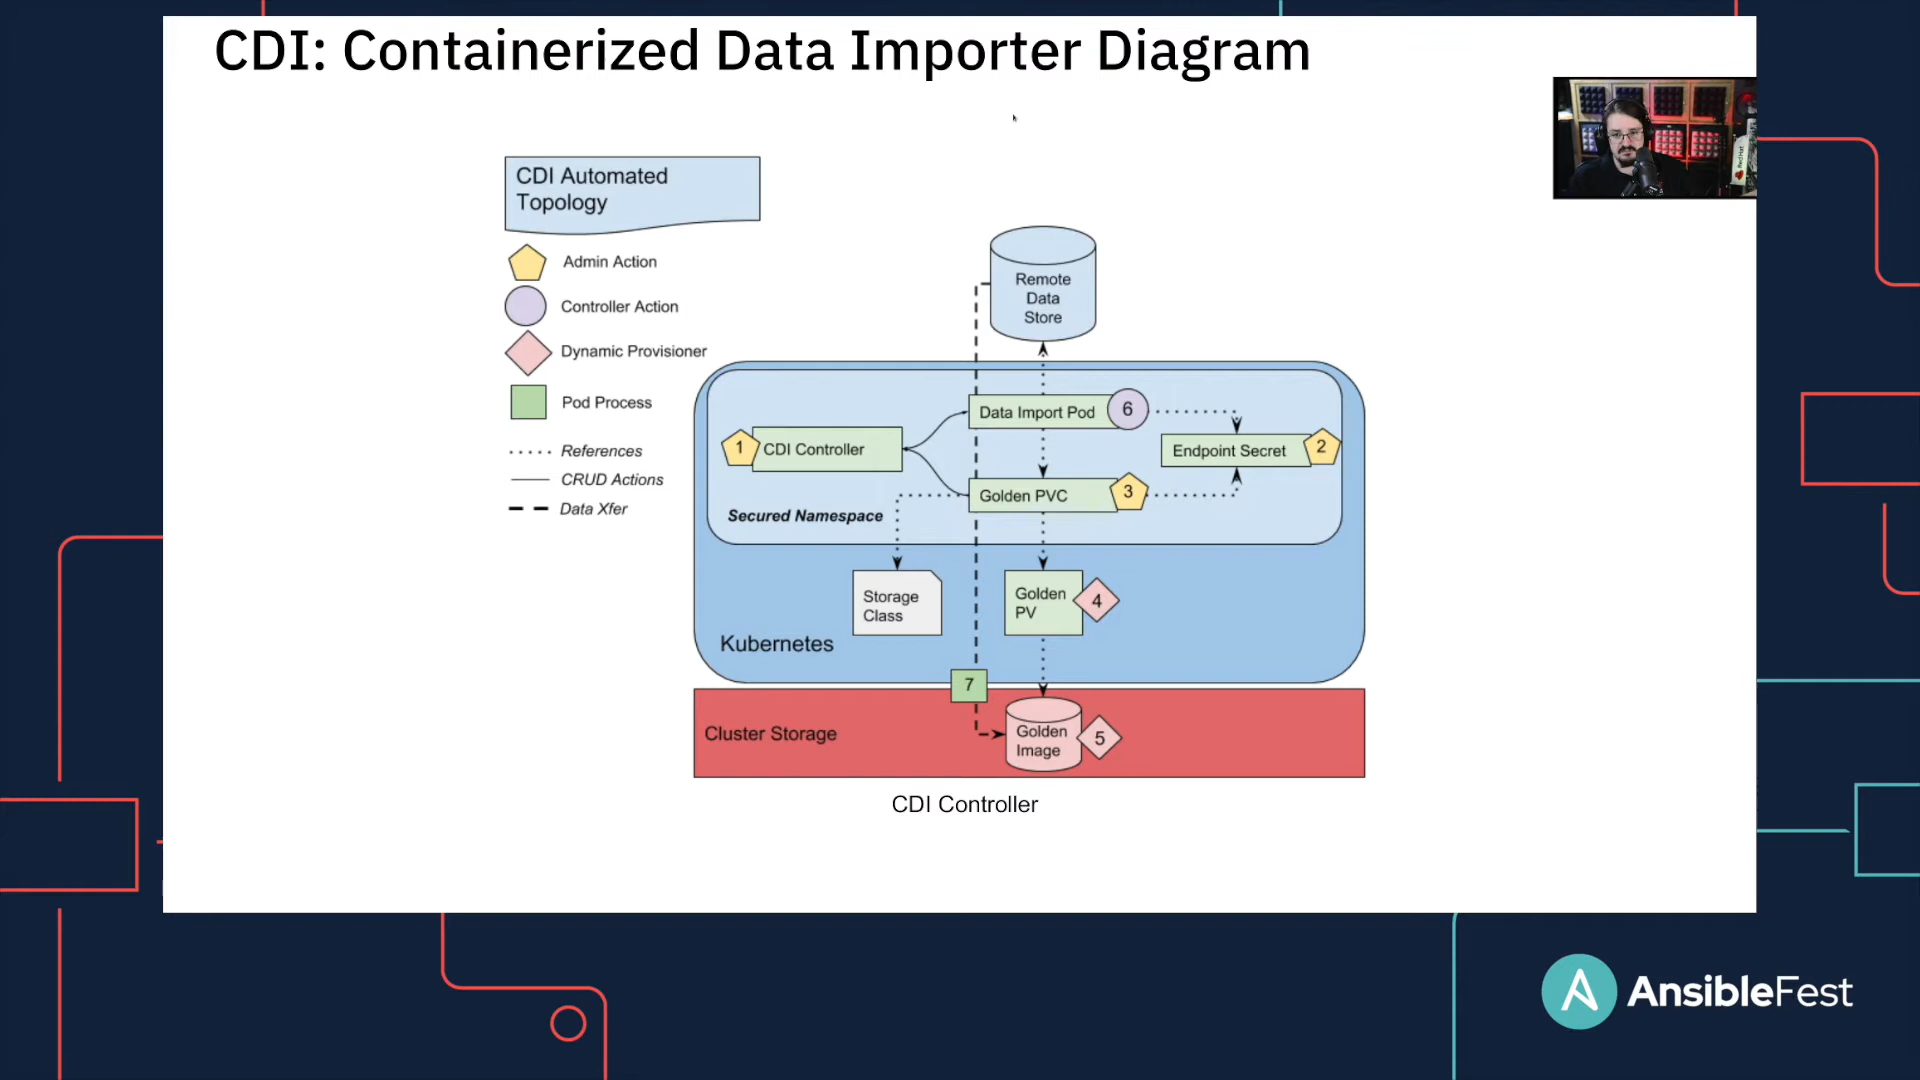 CDI: Containerized Data Importer Diagram
CDI Automated
Topology
Admin Action
Controller Action
Dynamic Provisioner
Pod Process
References
CRUD Actions
Data Xfer
Remote
Data
Store
Data Import Pod
6
1
CDI Controller
Endpoint Secret
2
Golden PVC
3
Secured Namespace
Storage
Class
Golden
PV
4
Kubernetes
7
Cluster Storage
Golden
Image
5
CDI Controller
Red Hat
A
AnsibleFest